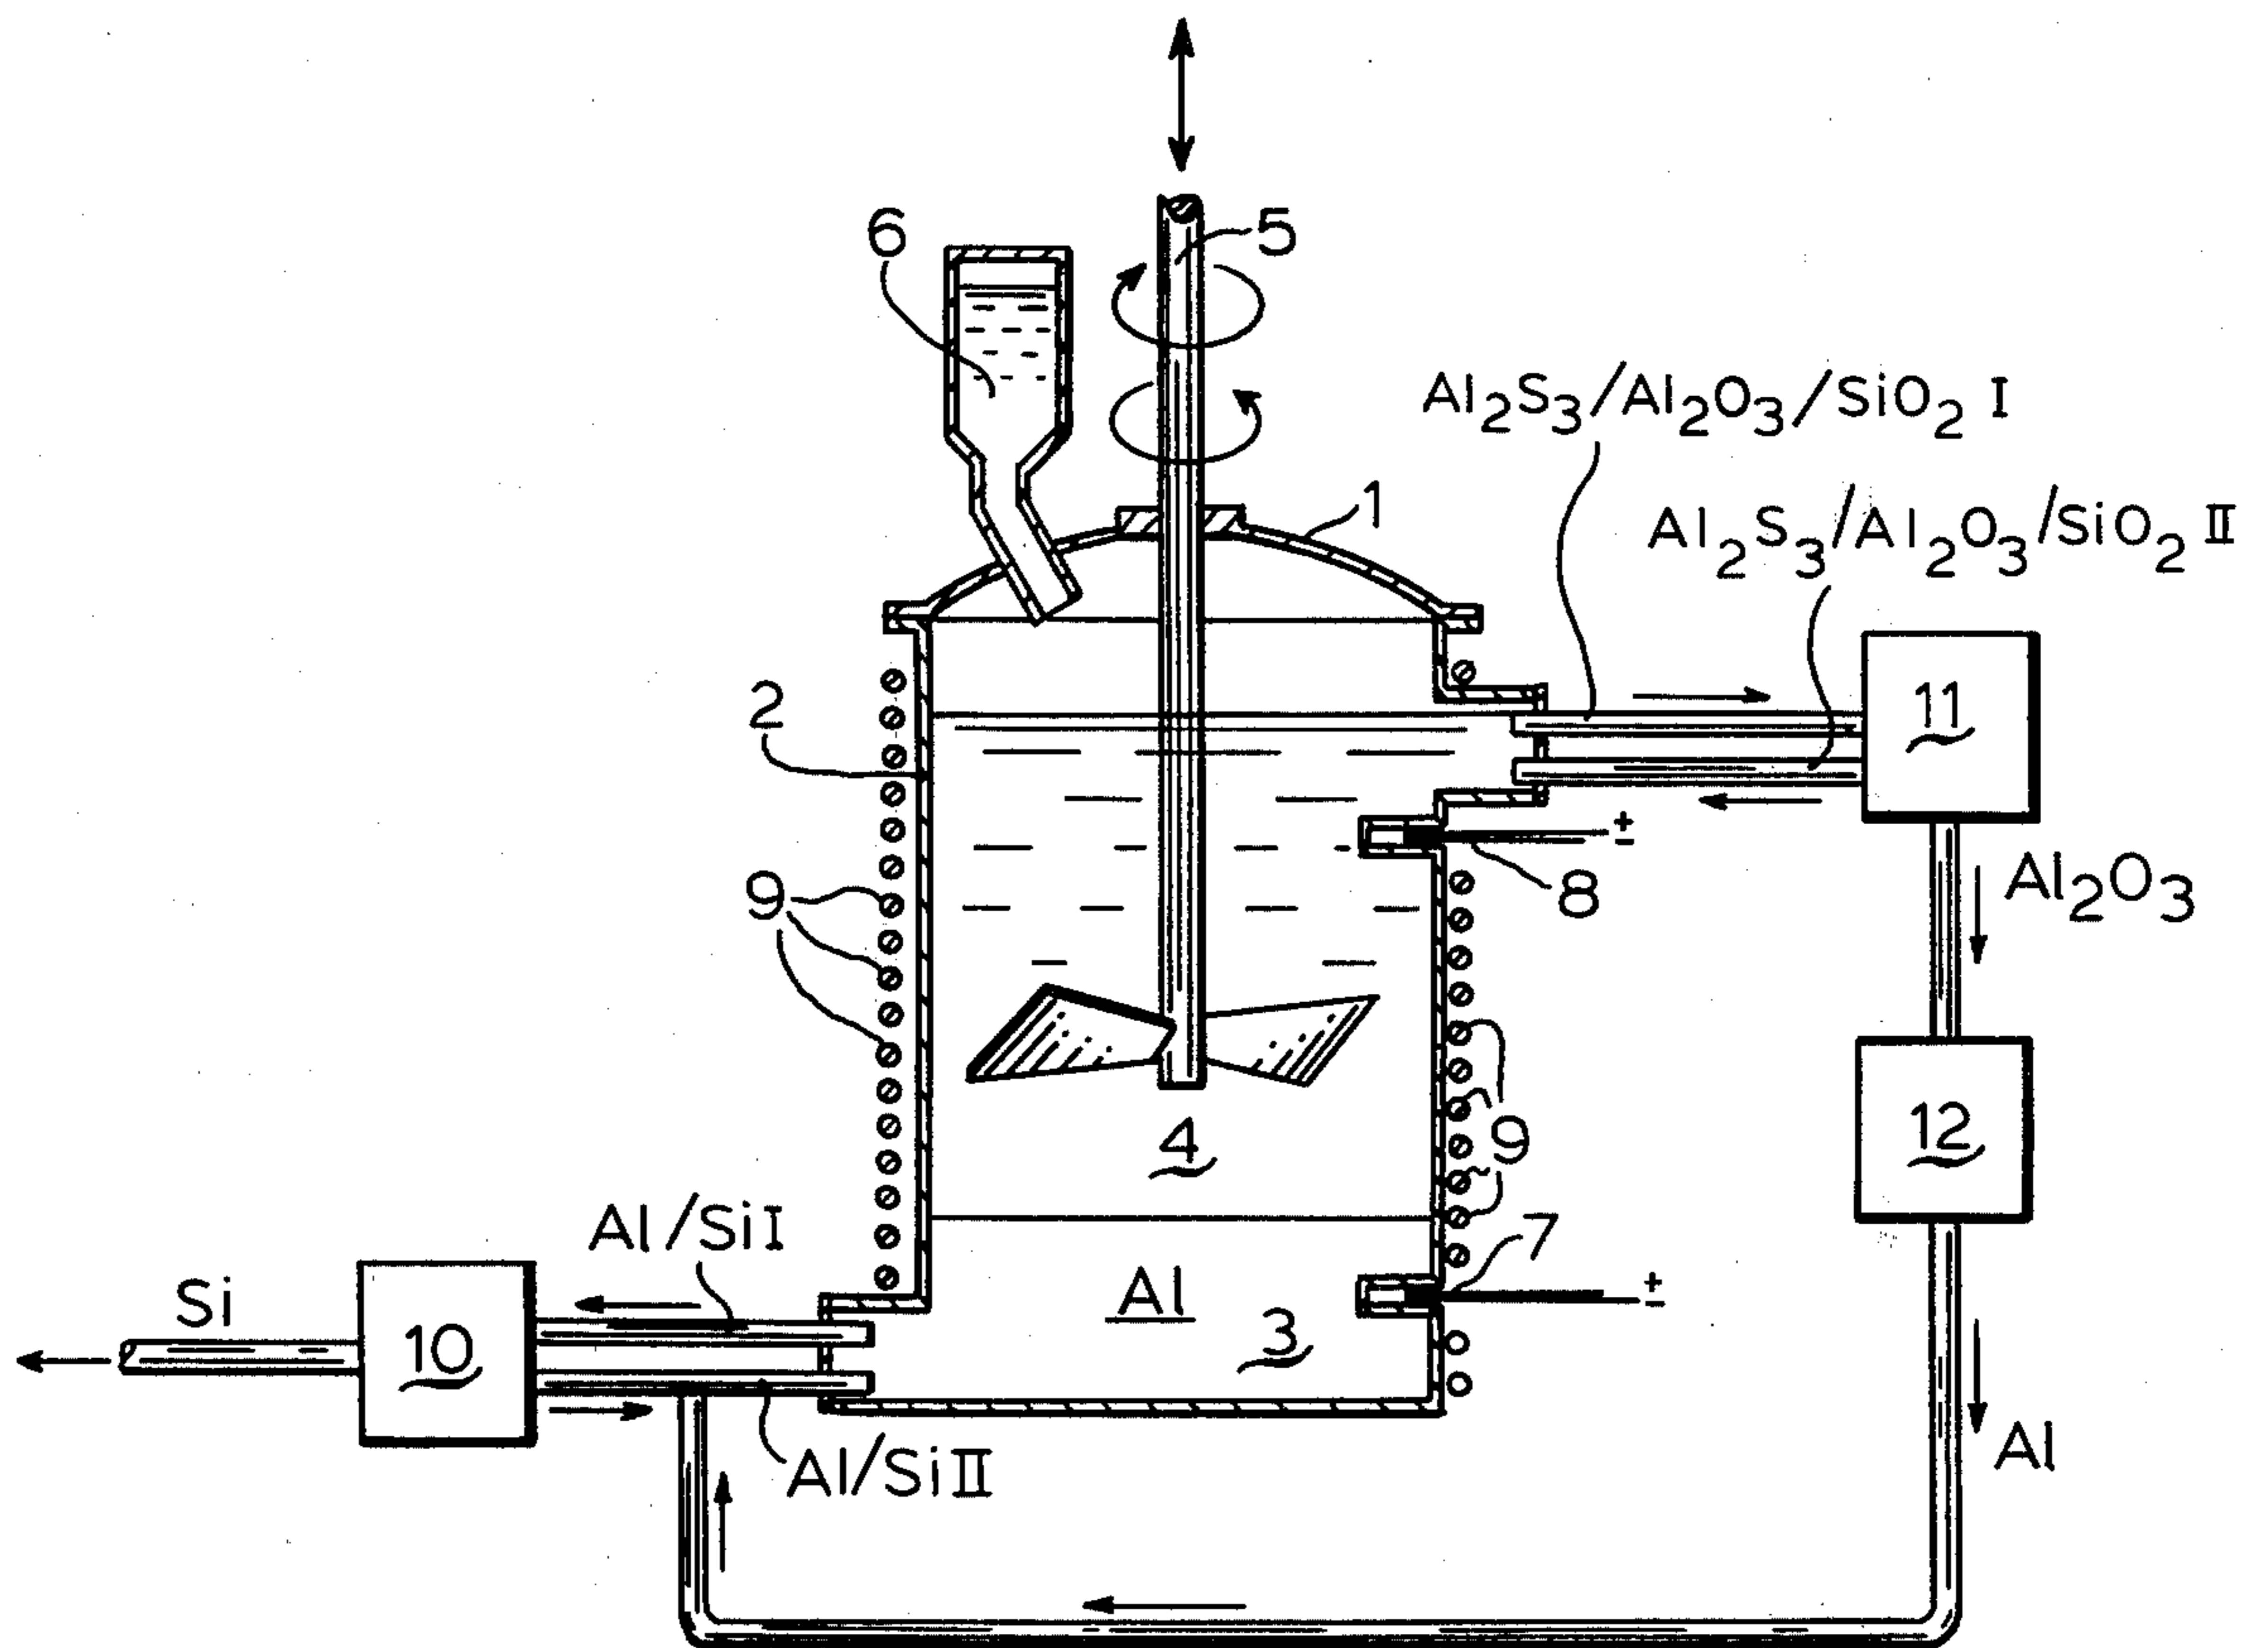 6
5
Al2S3/Al2O3/SiO2 I
1
Al2S3/Al2O3/SiO2 II
2
11
±
8
9
Al2O3
4
12
9
Al/Si I
7
Al
±
Si
10
3
Al/Si II
Al